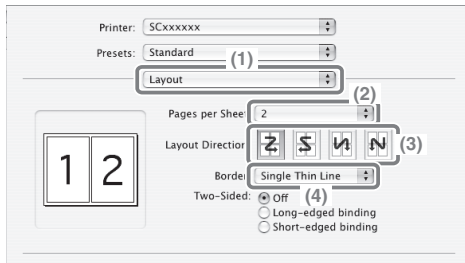 Printer: SCxxxxxx
Presets: Standard
(1)
Layout
(2)
Pages per Sheet 2
Layout Direction (3)
Border Single Thin Line
1 2
Two-Sided: Off (4)
Long-edged binding
Short-edged binding